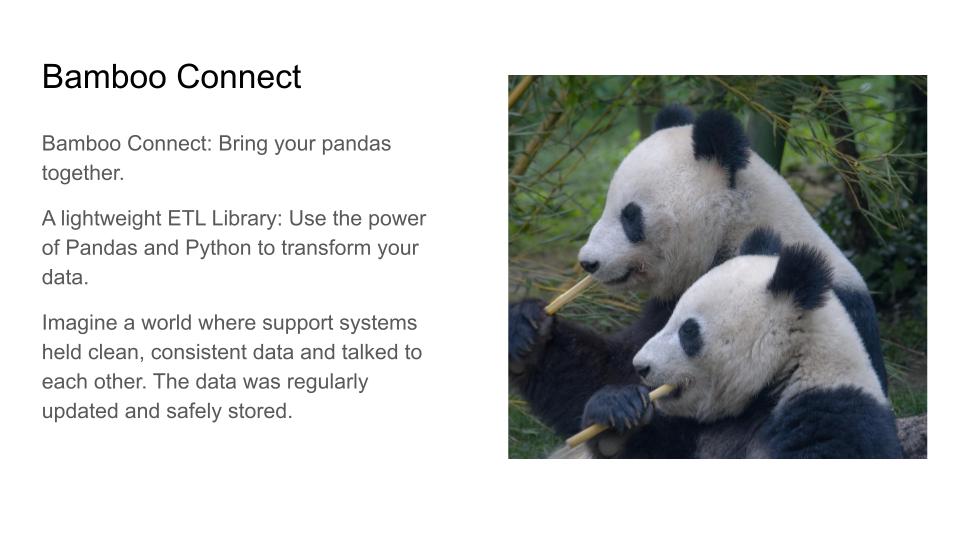 Bamboo Connect
Bamboo Connect: Bring your pandas
together.
A lightweight ETL Library: Use the power
of Pandas and Python to transform your
data.
Imagine a world where support systems
held clean, consistent data and talked to
each other. The data was regularly
updated and safely stored.